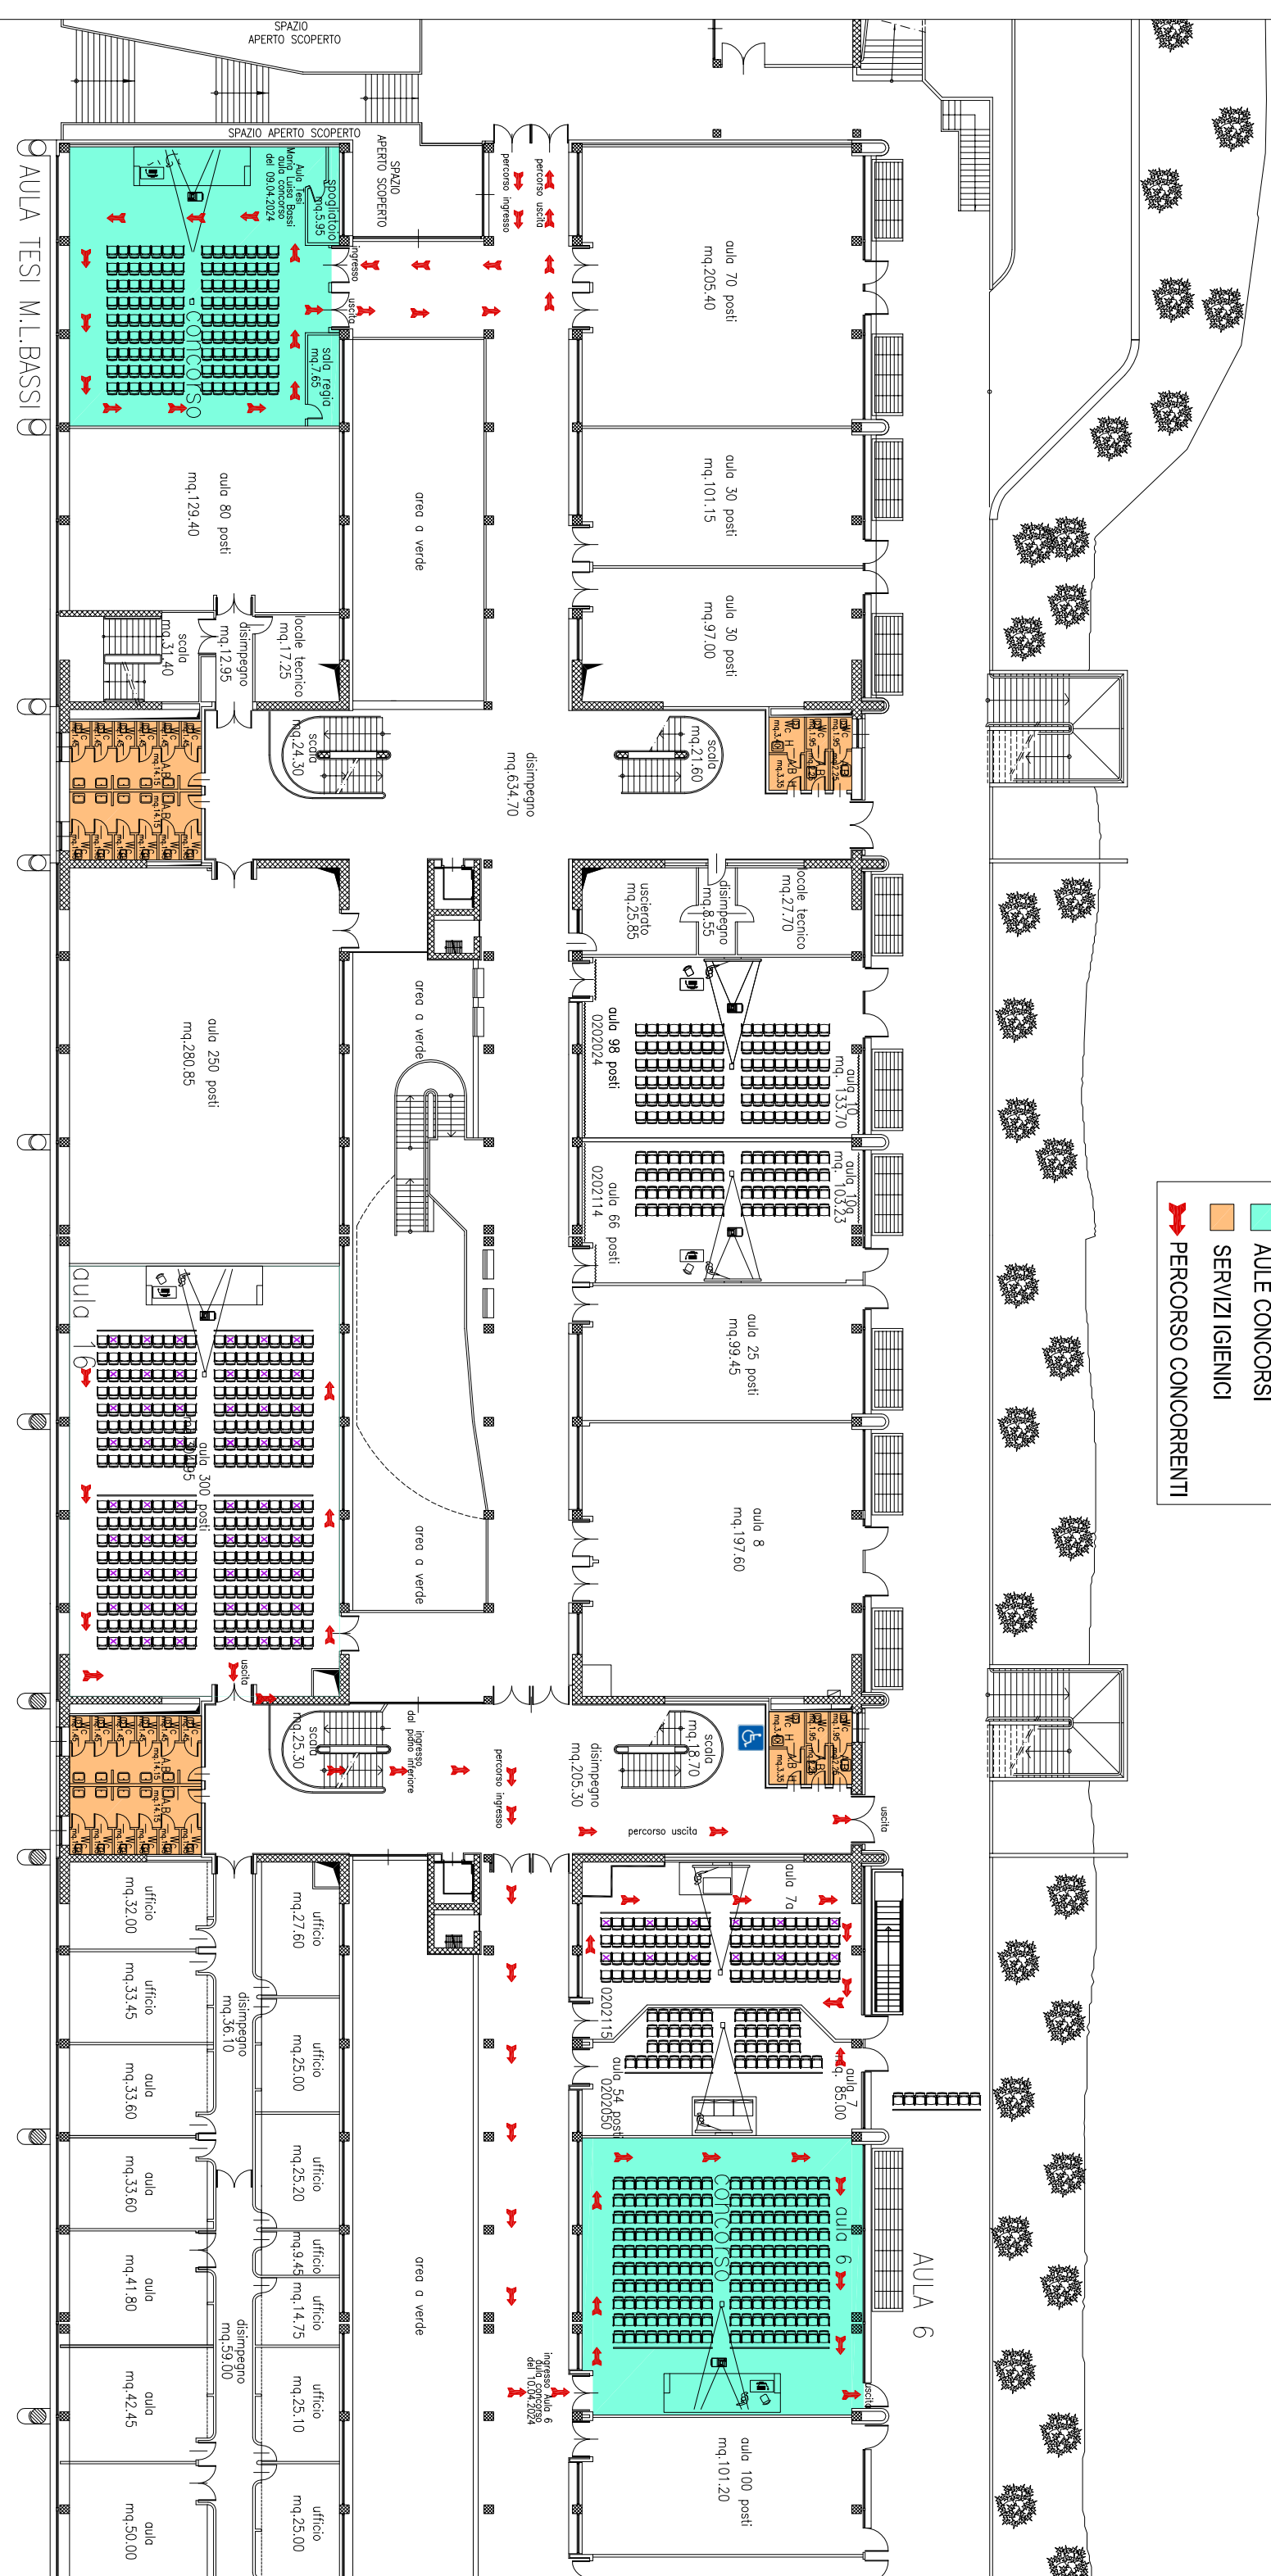 SPAZIO
APERTO SCOPERTO
SPAZIO APERTO SCOPERTO
SPAZIO
APERTO SCOPERTO
percorso ingresso
percorso uscita
AULA TESI M.L.BASSI
Aula Tesi
Maria Luisa Bassi
aula concorso
del 09.04.2024
spogliatoio
mq.5.95
ingresso
uscita
concorso
sala regia
mq.7.65
aula 70 posti
mq.205.40
aula 80 posti
mq.129.40
area a verde
aula 30 posti
mq.101.15
aula 30 posti
mq.97.00
scala
mq.31.40
disimpegno
mq.12.95
locale tecnico
mq.17.25
scala
mq.24.30
disimpegno
mq.634.70
scala
mq.21.60
aula 250 posti
mq.280.85
area a verde
uscierato
mq.25.85
disimpegno
mq.8.55
locale tecnico
mq.27.70
aula 98 posti
0202024
aula 10
mq. 133.70
aula 66 posti
0202114
aula 10a
mq. 103.23
AULE CONCORSI
SERVIZI IGIENICI
PERCORSO CONCORRENTI
aula 16
aula 300 posti
aula 25 posti
mq.99.45
aula 8
mq.197.60
area a verde
uscita
scala
mq.25.30
ingresso
dal piano inferiore
percorso ingresso
disimpegno
mq.205.30
scala
mq.18.70
percorso uscita
uscita
ufficio
mq.32.00
ufficio
mq.27.60
ufficio
mq.33.45
disimpegno
mq.36.10
ufficio
mq.25.00
aula
mq.33.60
ufficio
mq.25.20
aula
mq.33.60
ufficio
mq.9.45
aula
mq.41.80
ufficio
mq.14.75
disimpegno
mq.59.00
aula
mq.42.45
ufficio
mq.25.10
aula
mq.50.00
ufficio
mq.25.00
area a verde
aula 7a
0202115
aula 54 posti
0202050
aula 7
mq. 85.00
concorso
aula 6
AULA 6
ingresso Aula 6
aula concorso
del 10.04.2024
uscita
aula 100 posti
mq.101.20